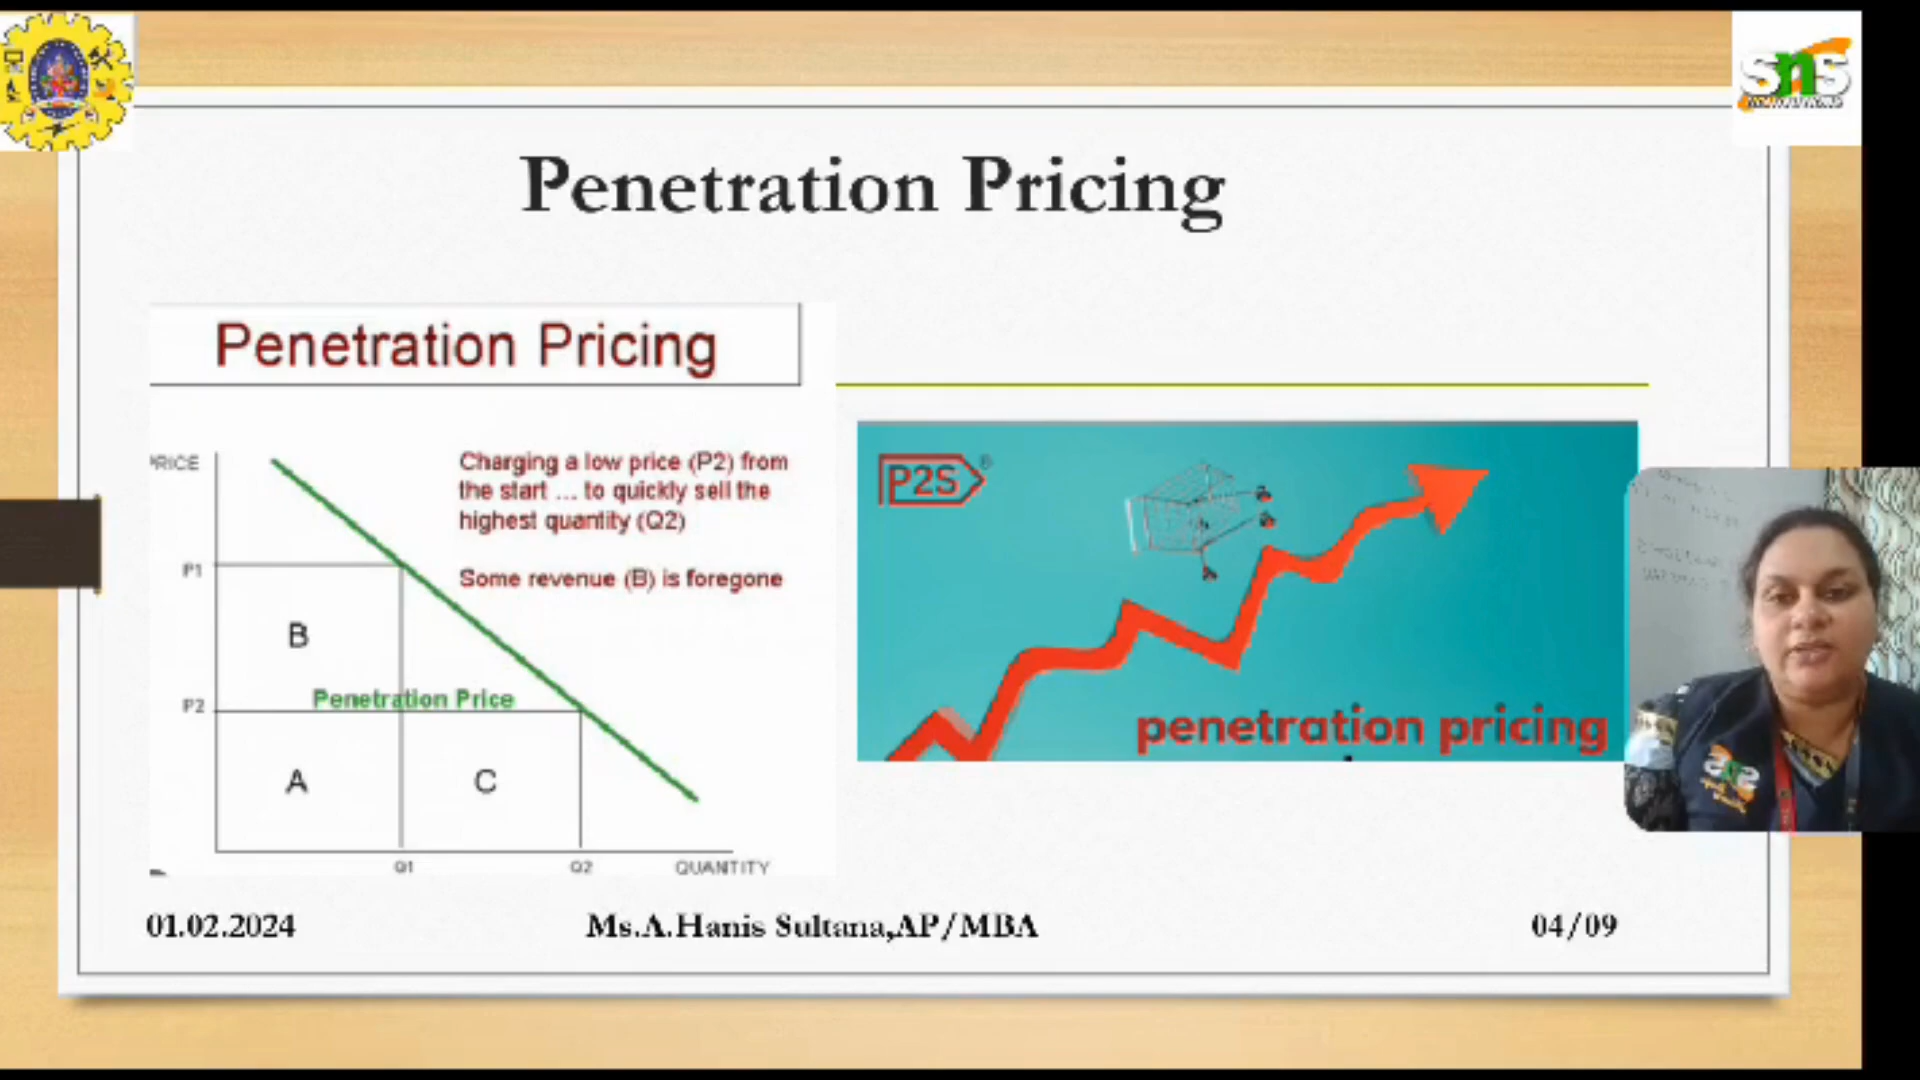 SNS
Penetration Pricing
Penetration Pricing
Charging a low price (P2) from
the start ... to quickly sell the
highest quantity (Q2)
Some revenue (B) is foregone
PRICE
P1
B
Penetration Price
P2
A
C
Q1
Q2
QUANTITY
P2S®
penetration pricing
01.02.2024
Ms.A.Hanis Sultana,AP/MBA
04/09